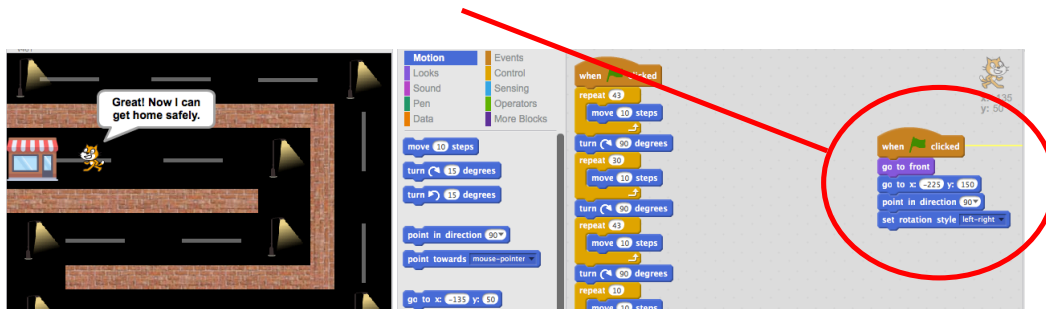 Great! Now I can
get home safely.
Motion
Looks
Sound
Pen
Data
Events
Control
Sensing
Operators
More Blocks
move 10 steps
turn 15 degrees
turn 15 degrees
point in direction 90
point towards mouse-pointer
go to x: -135 y: 50
when clicked
repeat 43
move 10 steps
turn 90 degrees
repeat 30
move 10 steps
turn 90 degrees
repeat 43
move 10 steps
turn 90 degrees
repeat 10
move 10 steps
x: -135
y: 50
when clicked
go to front
go to x: -225 y: 150
point in direction 90
set rotation style left-right